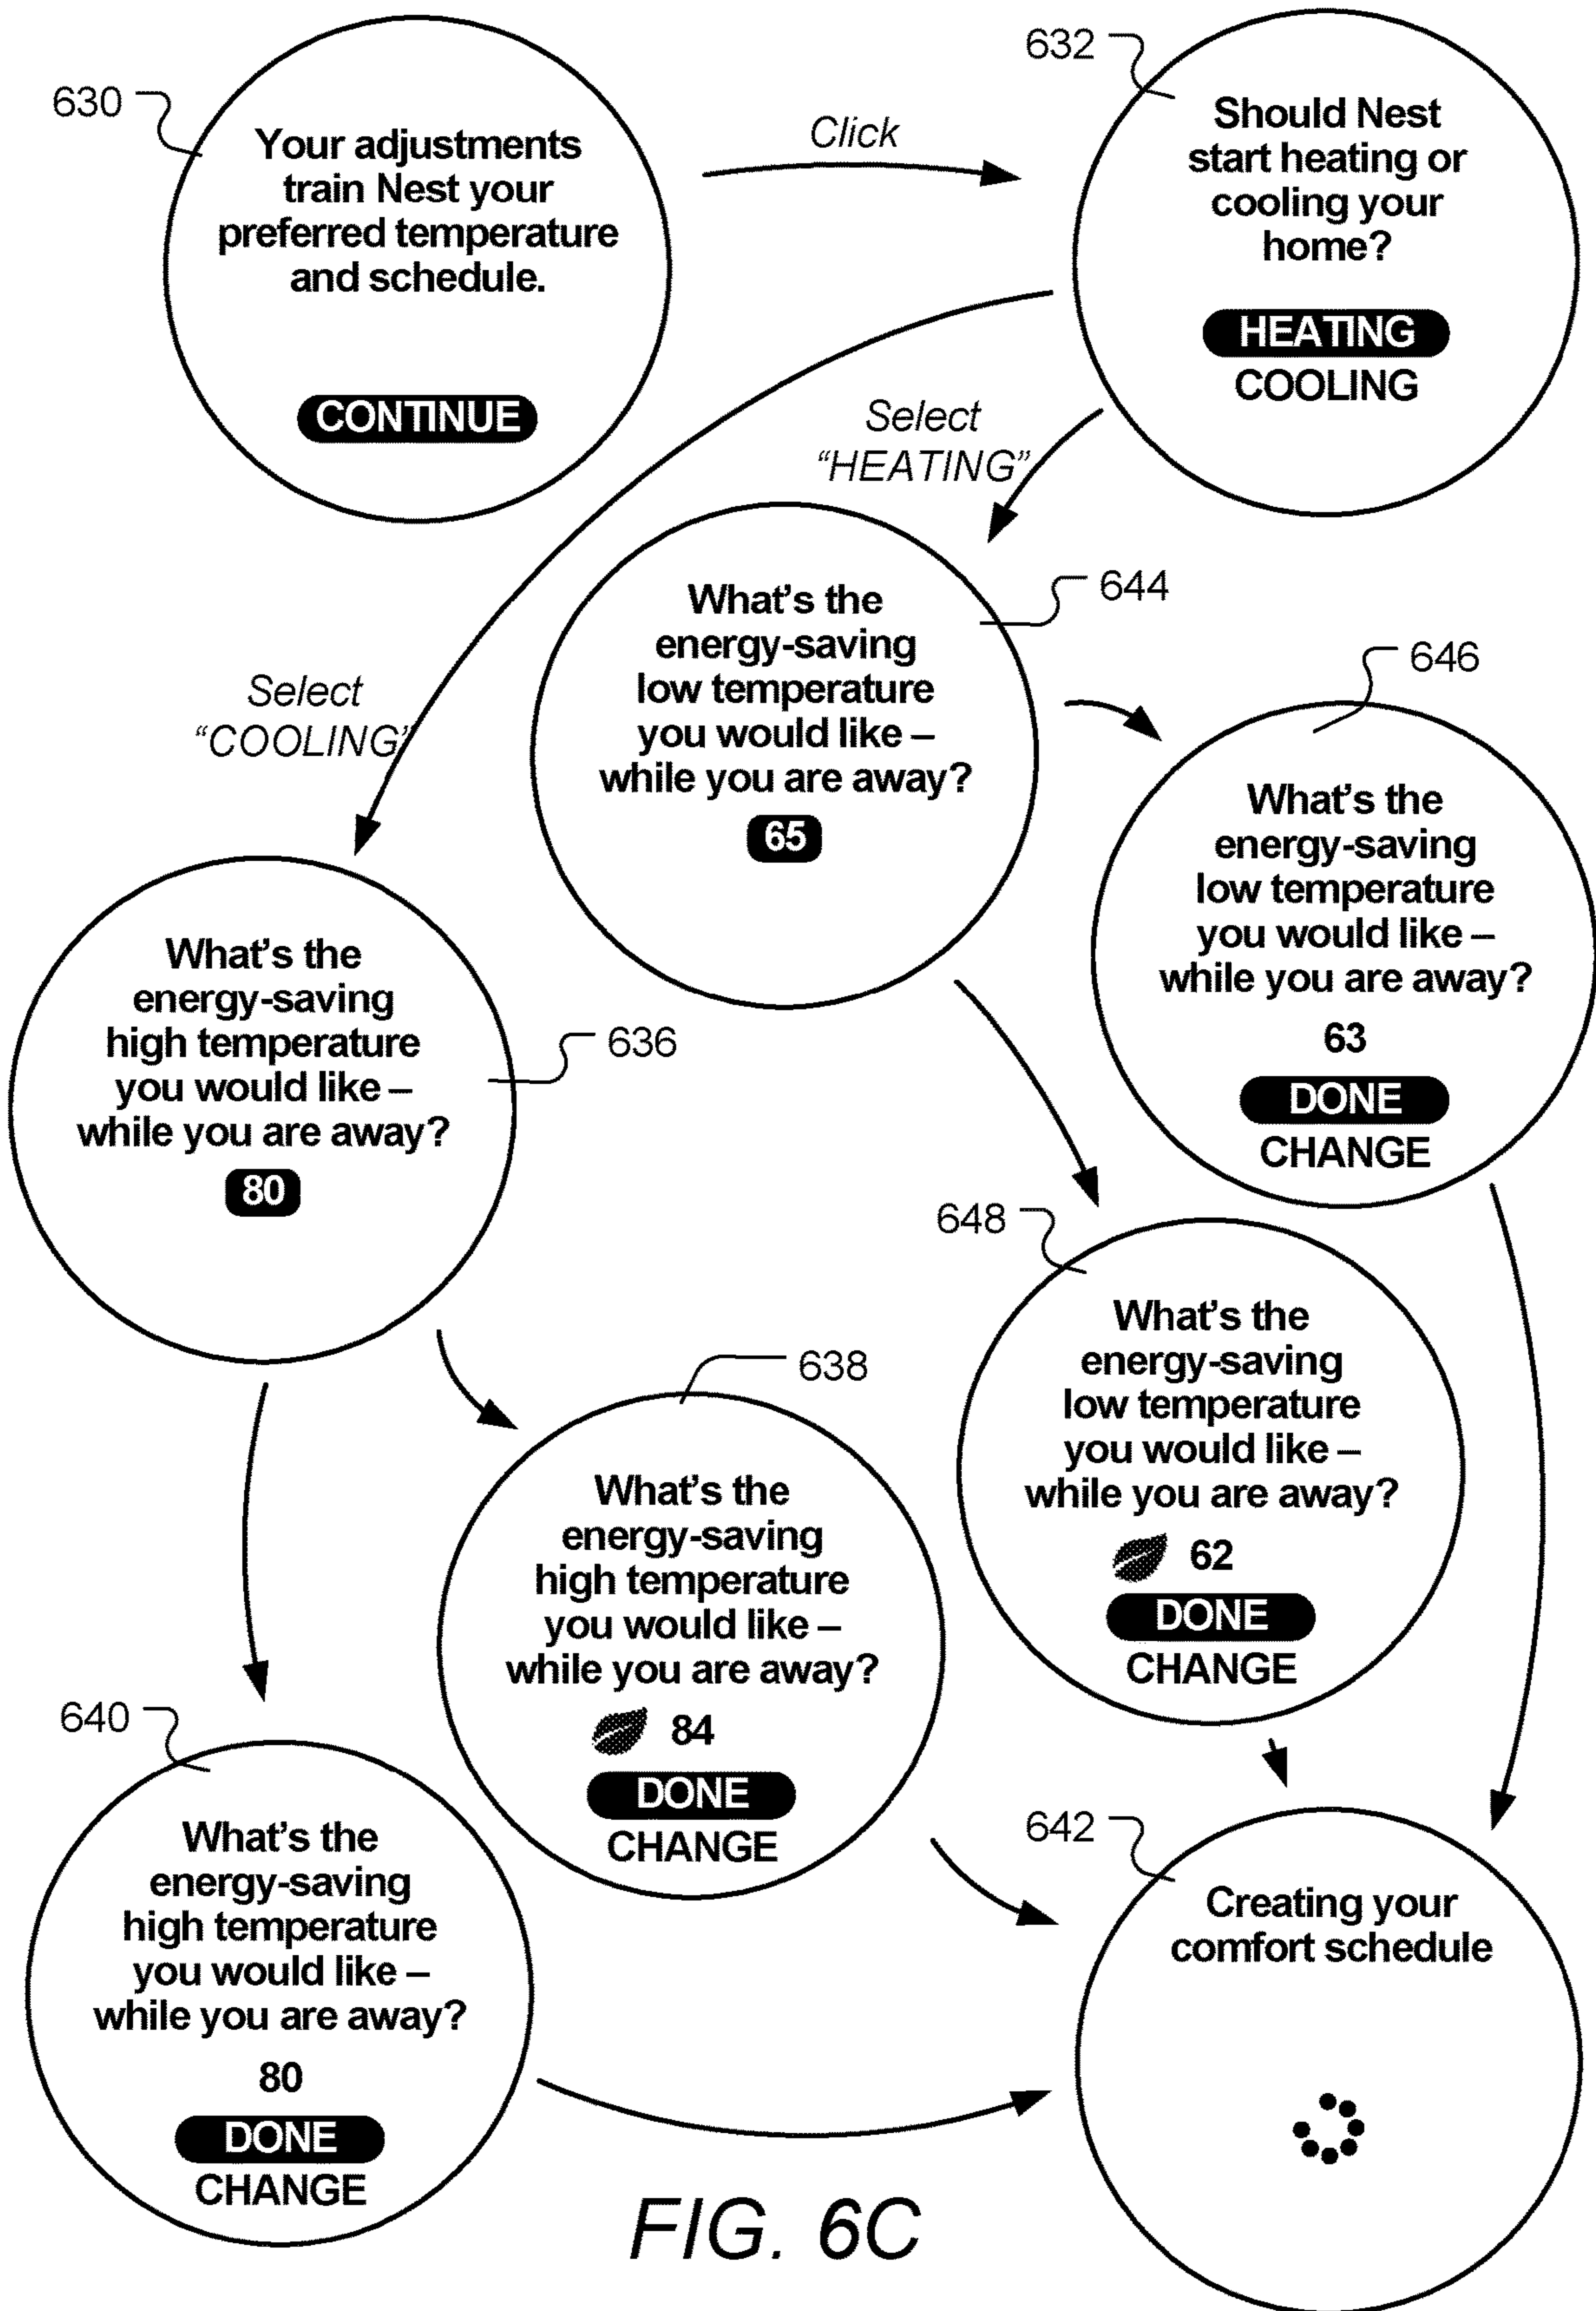 630
Your adjustments
train Nest your
preferred temperature
and schedule.
CONTINUE
Click
632
Should Nest
start heating or
cooling your
home?
HEATING
COOLING
Select
“HEATING”
Select
“COOLING”
644
What’s the
energy-saving
low temperature
you would like –
while you are away?
65
646
What’s the
energy-saving
low temperature
you would like –
while you are away?
63
DONE
CHANGE
636
What’s the
energy-saving
high temperature
you would like –
while you are away?
80
648
What’s the
energy-saving
low temperature
you would like –
while you are away?
62
DONE
CHANGE
638
What’s the
energy-saving
high temperature
you would like –
while you are away?
84
DONE
CHANGE
640
What’s the
energy-saving
high temperature
you would like –
while you are away?
80
DONE
CHANGE
642
Creating your
comfort schedule
FIG. 6C